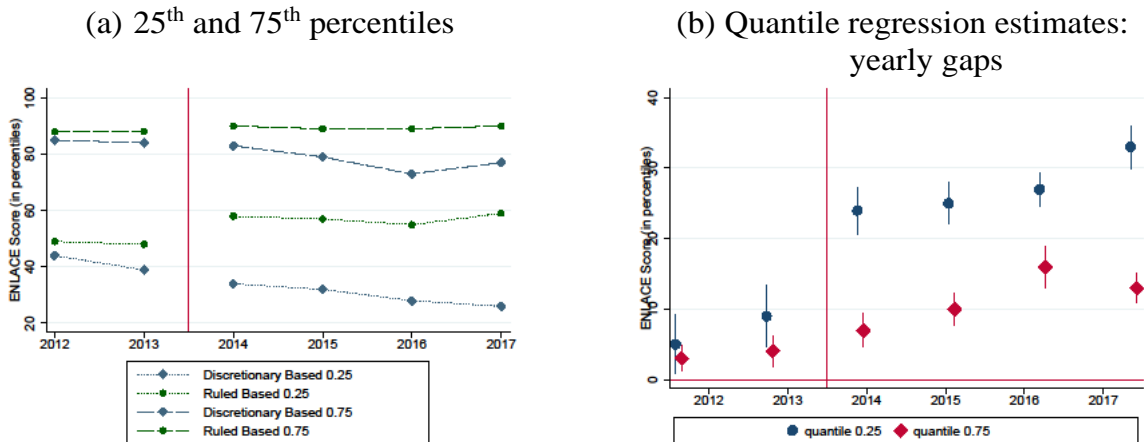 (a) 25th and 75th percentiles
ENLACE Score (in percentiles)
100
80
60
40
20
2012 2013 2014 2015 2016 2017
Discretionary Based 0.25
Ruled Based 0.25
Discretionary Based 0.75
Ruled Based 0.75
(b) Quantile regression estimates:
yearly gaps
ENLACE Score (in percentiles)
40
30
20
10
0
2012 2013 2014 2015 2016 2017
quantile 0.25 quantile 0.75